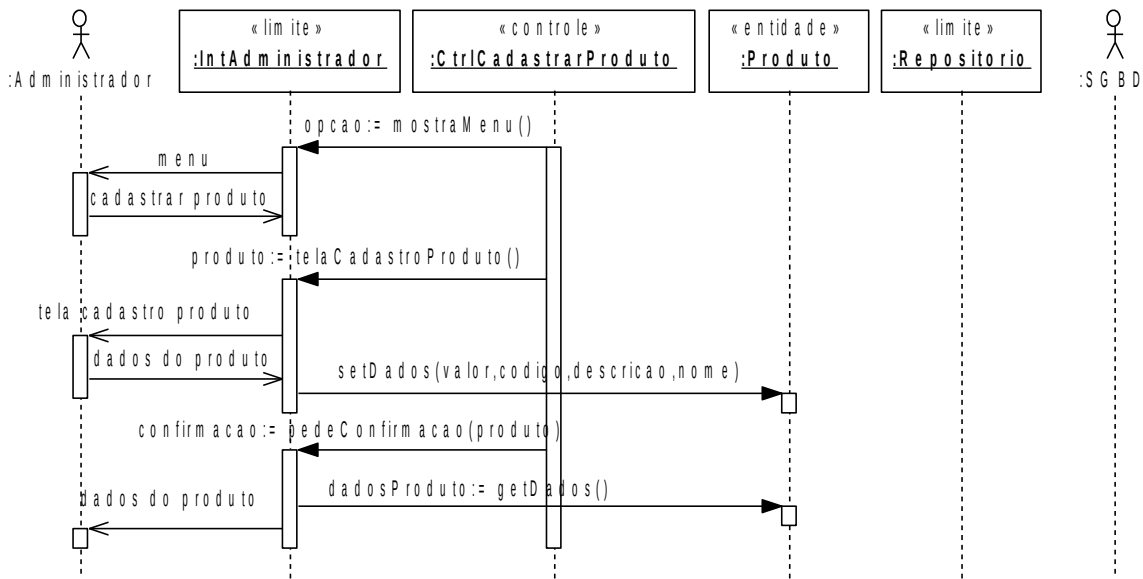 «limite»
:IntAdministrador
«controle»
:CtrlCadastrarProduto
«entidade»
:Produto
«limite»
:Repositorio
:Administrador
:SGBD
opcao:= mostraMenu()
menu
cadastrar produto
produto:= telaCadastroProduto()
tela cadastro produto
dados do produto
setDados(valor,codigo,descricao,nome)
confirmacao:= pedeConfirmacao(produto)
dadosProduto:= getDados()
dados do produto